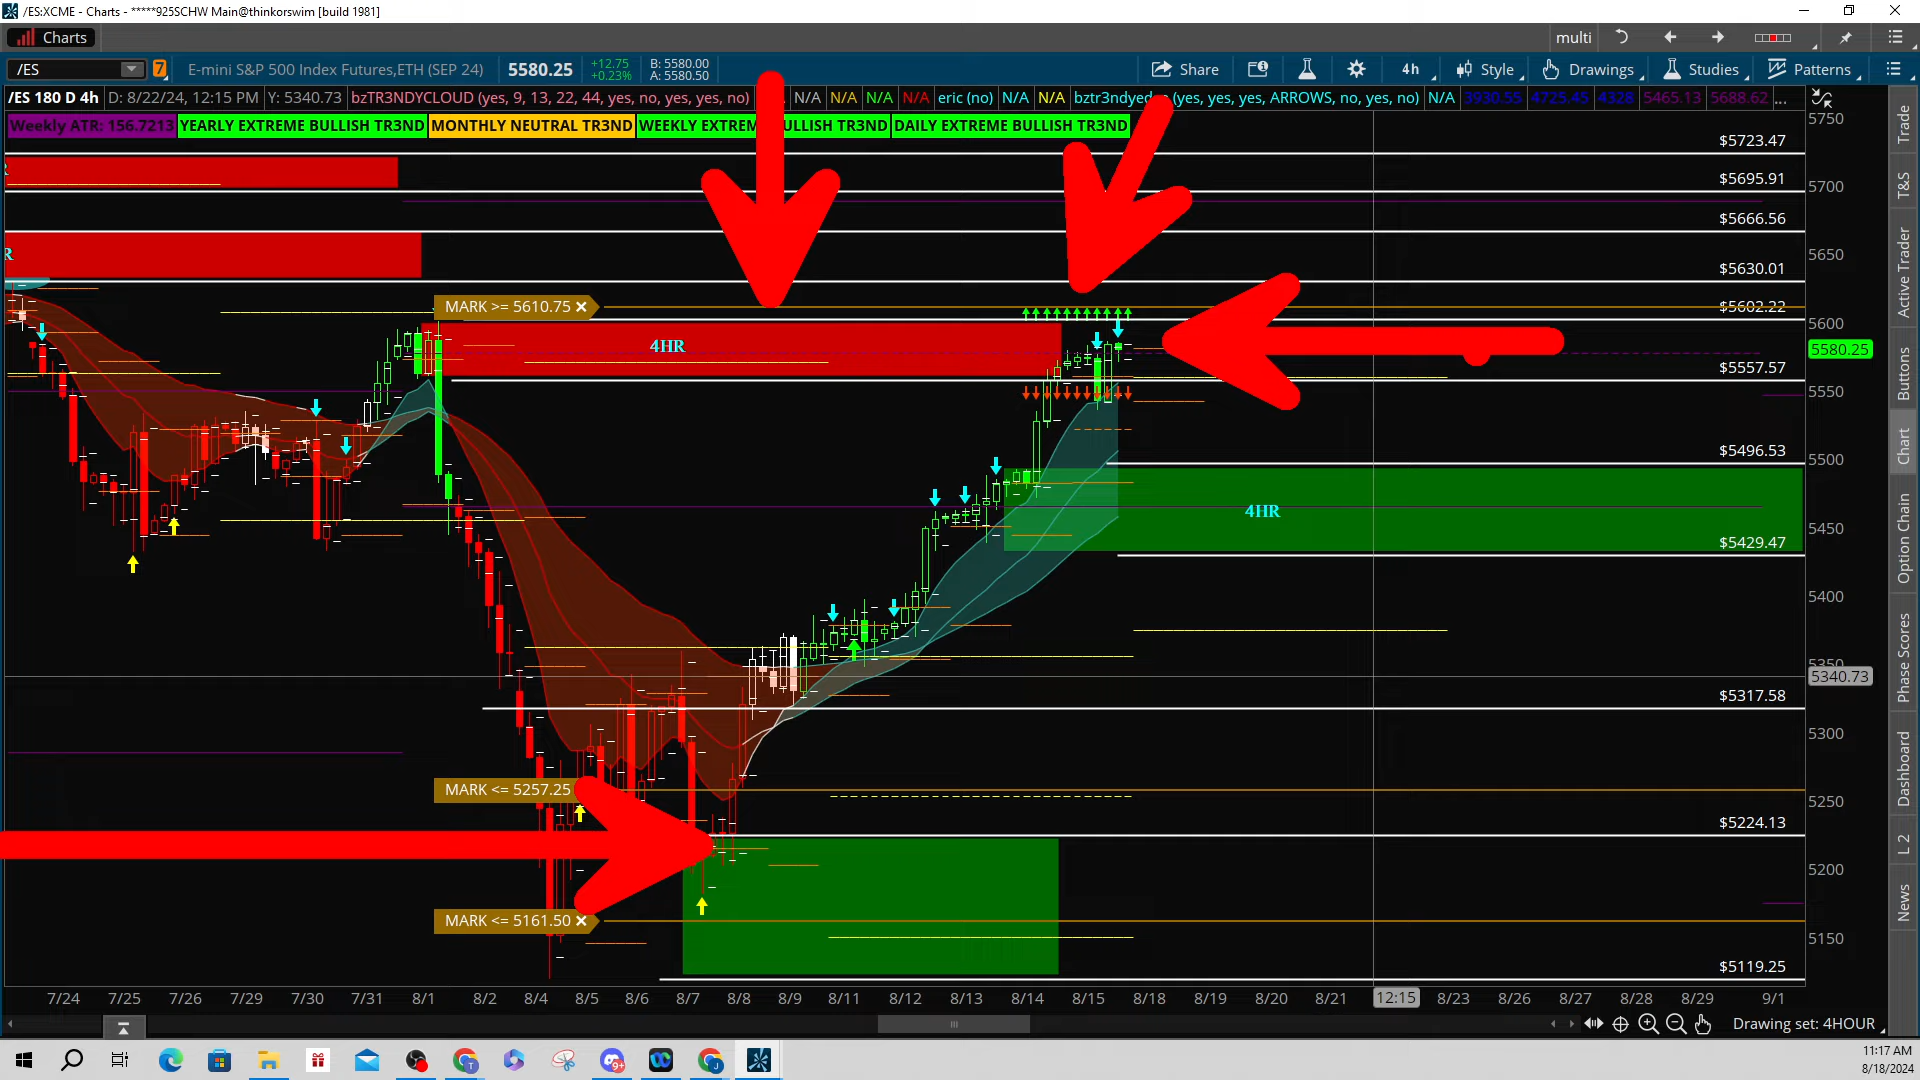 /ES:XCME - Charts - *****925SCHW Main@thinkorswim [build 1981]
Charts
multi
/ES
7
E-mini S&P 500 Index Futures,ETH (SEP 24)
5580.25
+12.75
+0.23%
B: 5580.00
A: 5580.50
Share
4h
Style
Drawings
Studies
Patterns
/ES 180 D 4h
D: 8/22/24, 12:15 PM
Y: 5340.73
bzTR3NDYCLOUD (yes, 9, 13, 22, 44, yes, no, yes, yes, no)
N/A
N/A
N/A
N/A
eric (no)
N/A
N/A
(yes, yes, yes, ARROWS, no, yes, no)
N/A
3930.55
4725.45
4328
5465.13
5688.62
...
Weekly ATR: 156.7213
YEARLY EXTREME BULLISH TR3ND
MONTHLY NEUTRAL TR3ND
WEEKLY
TR3ND
DAILY EXTREME BULLISH TR3ND
$5723.47
$5695.91
$5666.56
$5630.01
$5602.22
$5557.57
$5496.53
$5429.47
$5317.58
$5224.13
$5119.25
R
MARK >= 5610.75 ×
4HR
4HR
MARK <= 5257.25
MARK <= 5161.50 ×
5750
5700
5650
5600
5580.25
5550
5500
5450
5400
5350
5340.73
5300
5250
5200
5150
Trade
T&S
Active Trader
Buttons
Chart
Option Chain
Phase Scores
Dashboard
L 2
News
7/24
7/25
7/26
7/29
7/30
7/31
8/1
8/2
8/4
8/5
8/6
8/7
8/8
8/9
8/11
8/12
8/13
8/14
8/15
8/18
8/19
8/20
8/21
12:15
8/23
8/26
8/27
8/28
8/29
9/1
Drawing set: 4HOUR
9+
T
J
11:17 AM
8/18/2024